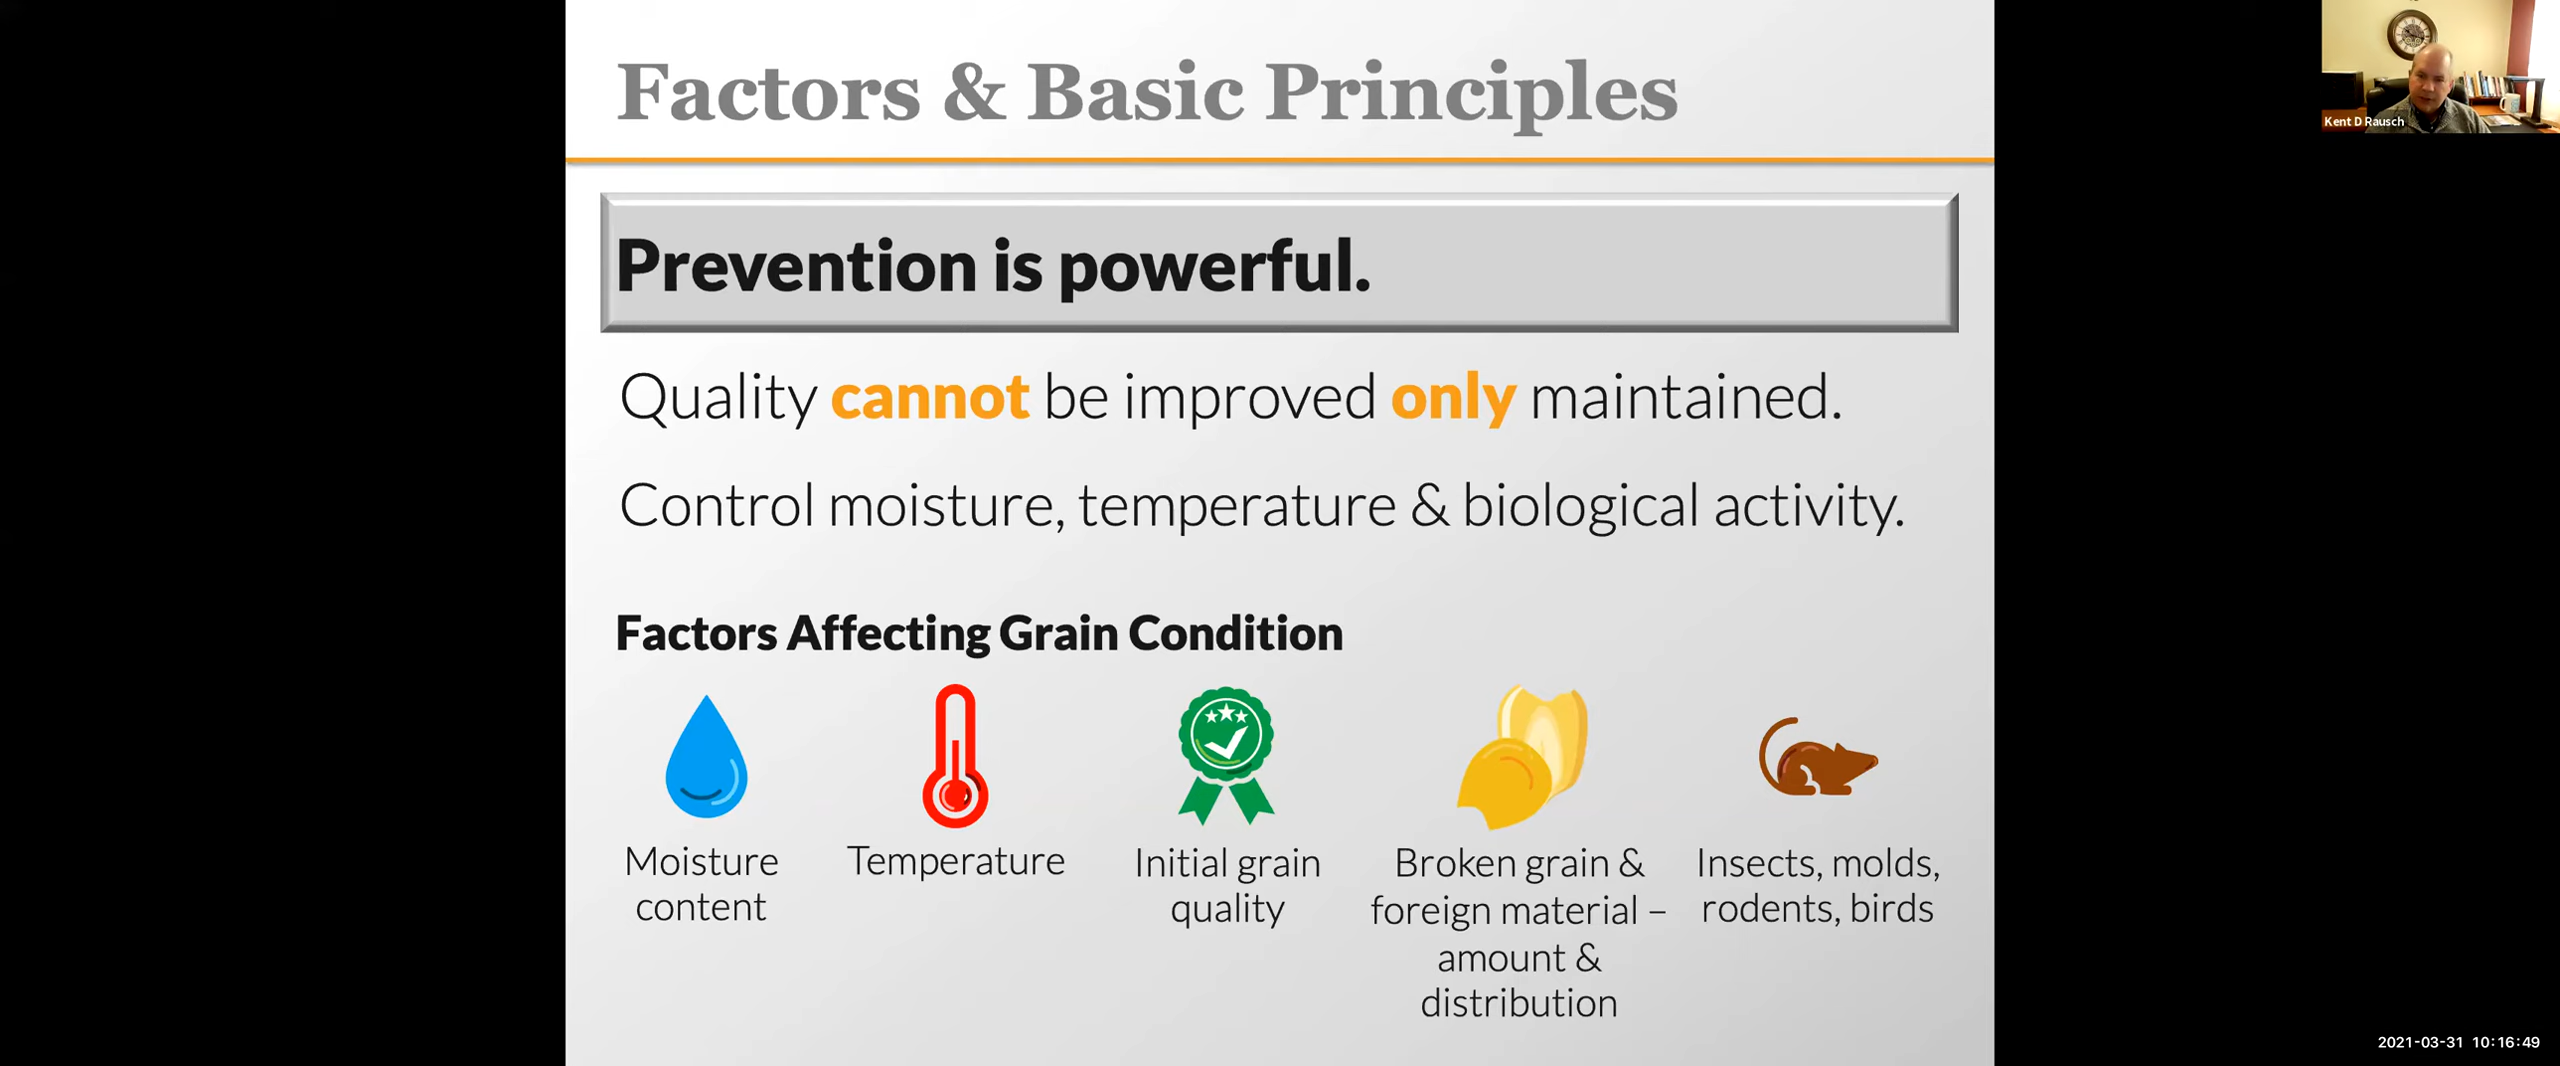 Factors & Basic Principles
Kent D Rausch
Prevention is powerful.
Quality cannot be improved only maintained.
Control moisture, temperature & biological activity.
Factors Affecting Grain Condition
Moisture
content
Temperature
Initial grain
quality
Broken grain &
foreign material –
amount &
distribution
Insects, molds,
rodents, birds
2021-03-31 10:16:49